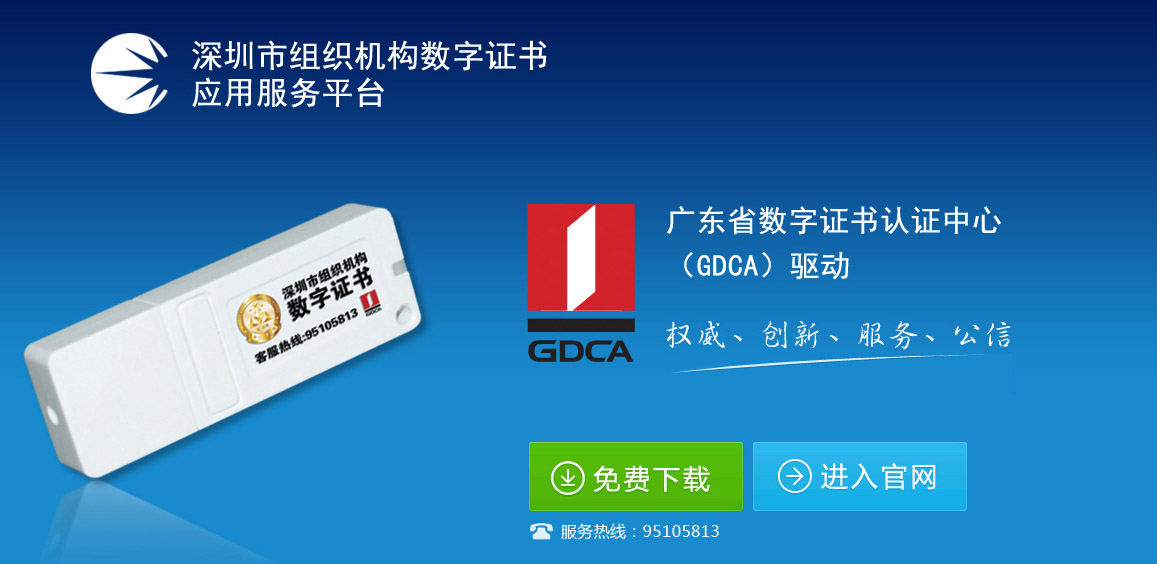 深圳市组织机构数字证书
应用服务平台
深圳市组织机构
数字证书
客服热线:95105813
GDCA
GDCA
广东省数字证书认证中心
（GDCA）驱动
权威、创新、服务、公信
免费下载
进入官网
服务热线：95105813